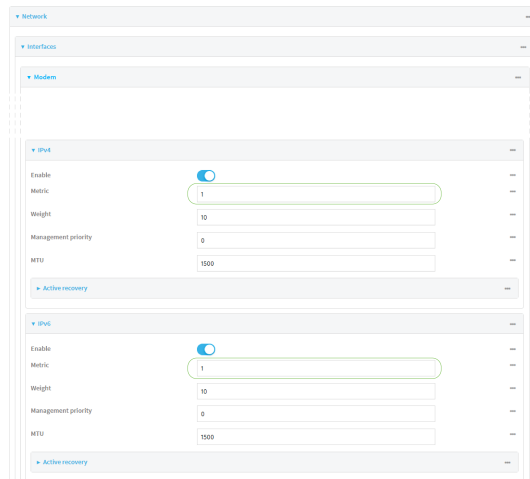 Network
Interfaces
Modem
IPv4
Enable
Metric
1
Weight
10
Management priority
0
MTU
1500
Active recovery
IPv6
Enable
Metric
1
Weight
10
Management priority
0
MTU
1500
Active recovery